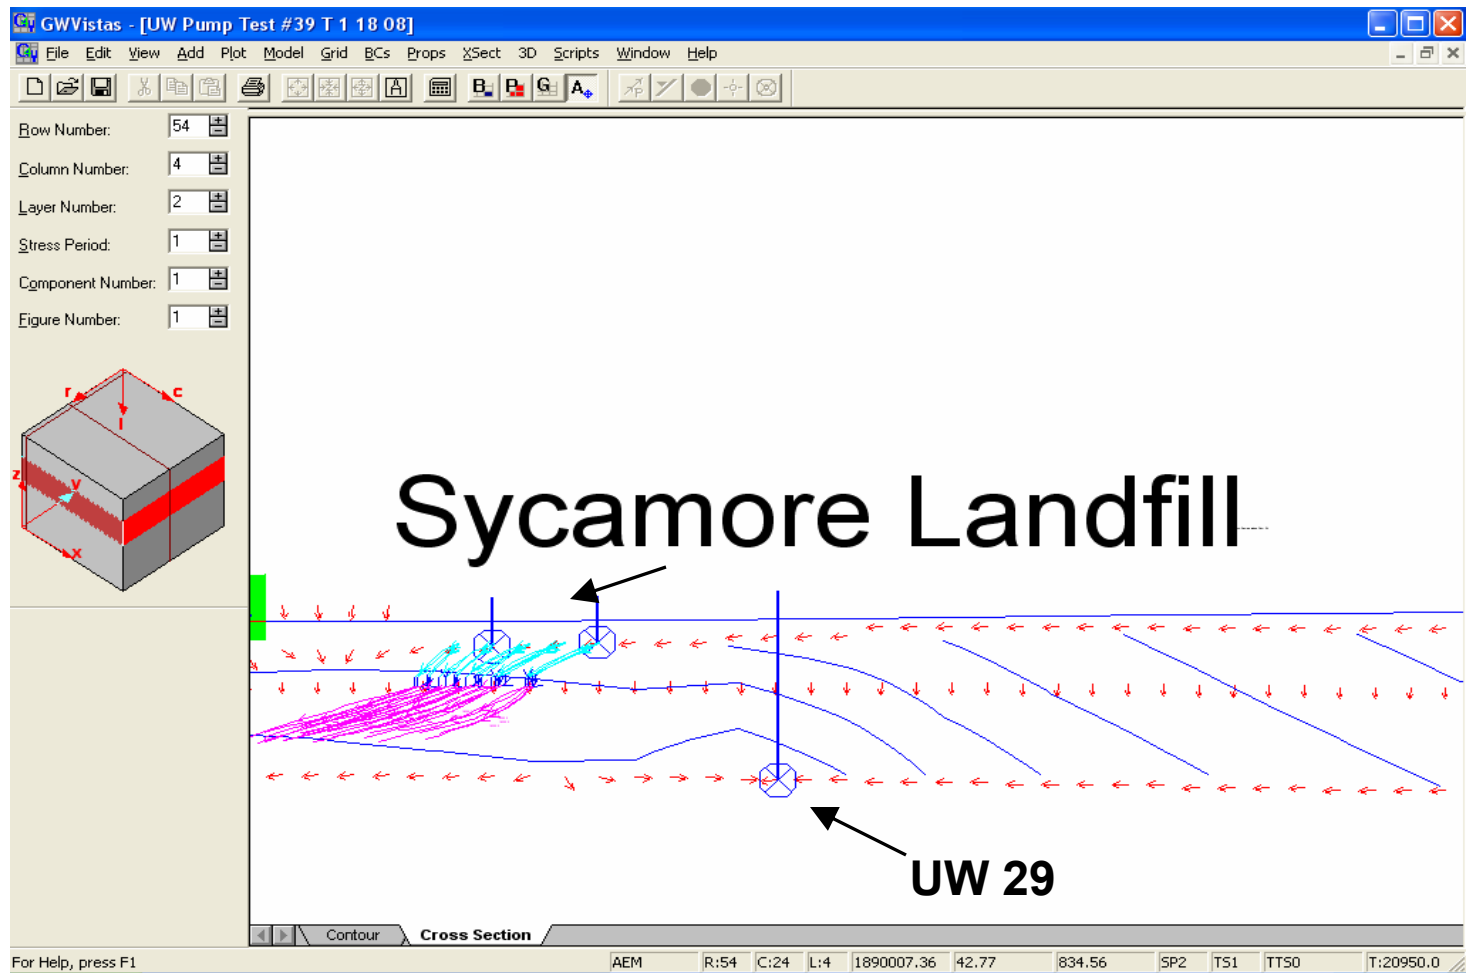 GWVistas - [UW Pump Test #39 T 1 18 08]
File Edit View Add Plot Model Grid BCs Props XSect 3D Scripts Window Help
B P G A P
Row Number: 54
Column Number: 4
Layer Number: 2
Stress Period: 1
Component Number: 1
Figure Number: 1
r c
l
z v
x
Sycamore Landfill
UW 29
Contour Cross Section
For Help, press F1 AEM R:54 C:24 L:4 1890007.36 42.77 834.56 SP2 TS1 TTS0 T:20950.0